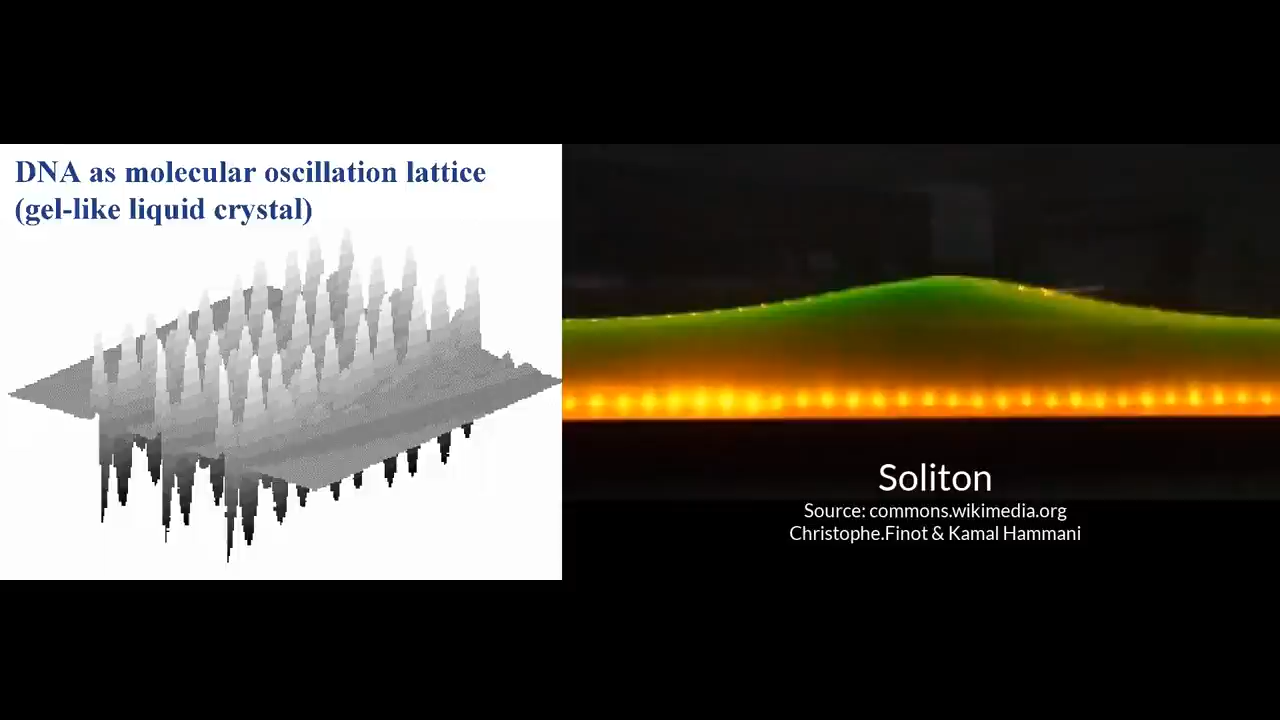 DNA as molecular oscillation lattice
(gel-like liquid crystal)
Soliton
Source: commons.wikimedia.org
Christophe.Finot & Kamal Hammani